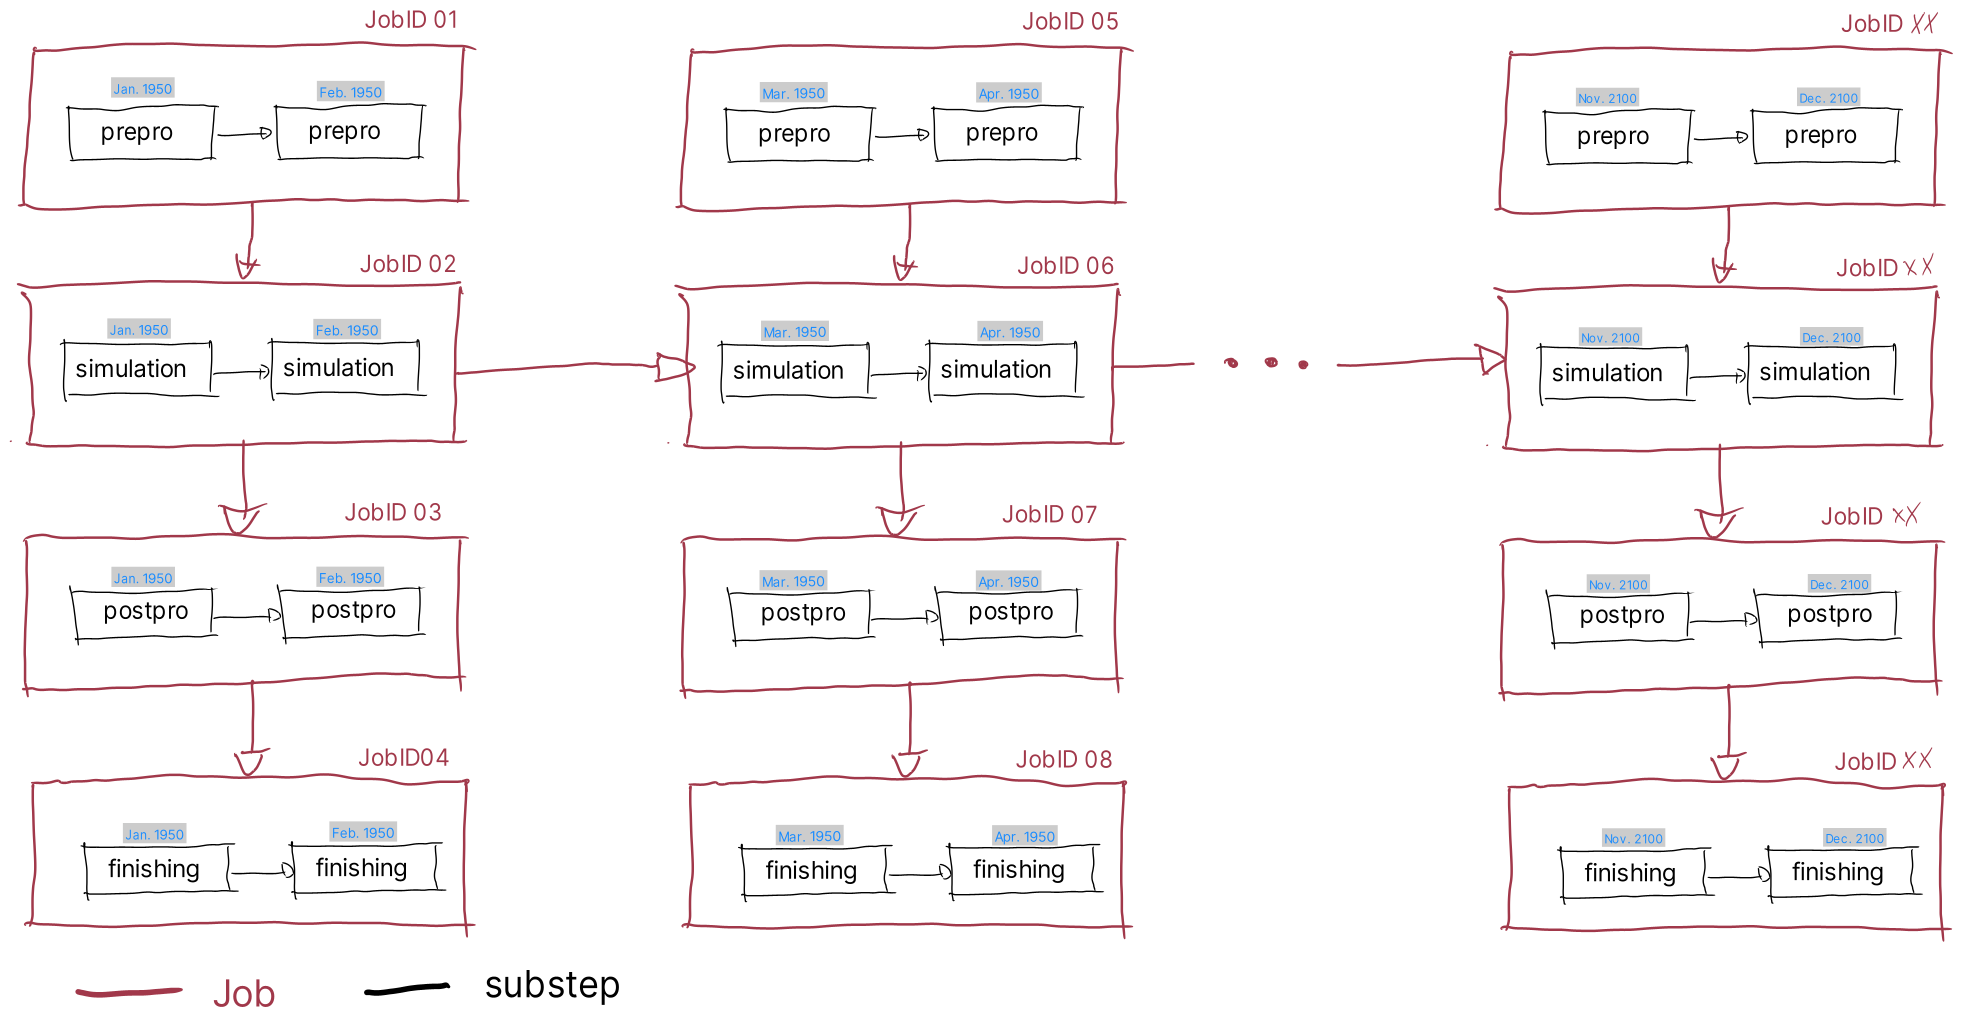 JobID 01
JobID 05
JobID XX
Jan. 1950
Feb. 1950
Mar. 1950
Apr. 1950
Nov. 2100
Dec. 2100
prepro
prepro
prepro
prepro
prepro
prepro
JobID 02
JobID 06
JobID XX
Jan. 1950
Feb. 1950
Mar. 1950
Apr. 1950
Nov. 2100
Dec. 2100
simulation
simulation
simulation
simulation
simulation
simulation
JobID 03
JobID 07
JobID XX
Jan. 1950
Feb. 1950
Mar. 1950
Apr. 1950
Nov. 2100
Dec. 2100
postpro
postpro
postpro
postpro
postpro
postpro
JobID04
JobID 08
JobID XX
Jan. 1950
Feb. 1950
Mar. 1950
Apr. 1950
Nov. 2100
Dec. 2100
finishing
finishing
finishing
finishing
finishing
finishing
Job
substep